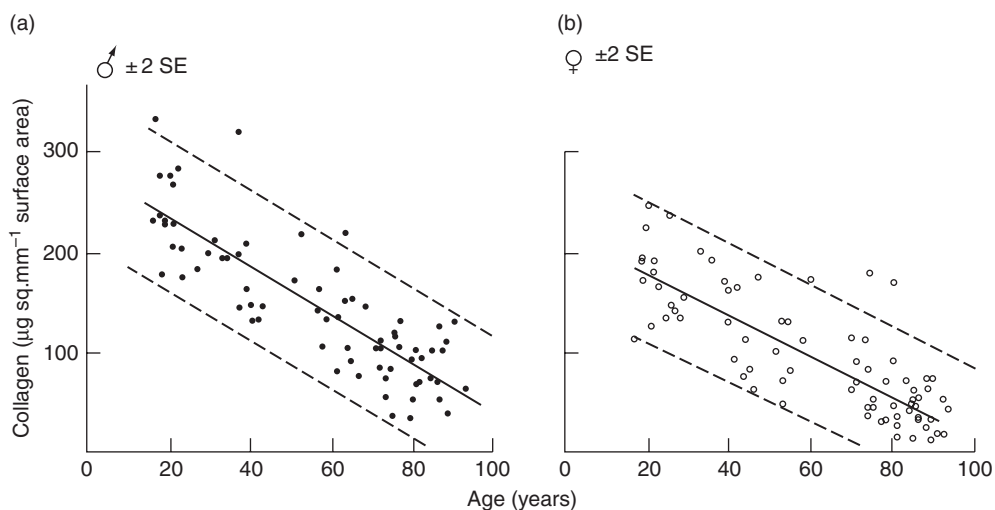 (a)
♂ ±2 SE
Collagen (μg sq.mm⁻¹ surface area)
300
200
100
0
20
40
60
80
100
(b)
♀ ±2 SE
0
20
40
60
80
100
Age (years)